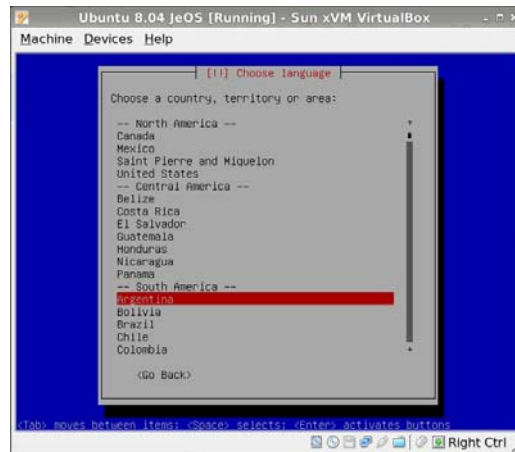 Ubuntu 8.04 JeOS [Running] - Sun xVM VirtualBox
Machine Devices Help
[!!] Choose language
Choose a country, territory or area:
-- North America --
Canada
Mexico
Saint Pierre and Miquelon
United States
-- Central America --
Belize
Costa Rica
El Salvador
Guatemala
Honduras
Nicaragua
Panama
-- South America --
Argentina
Bolivia
Brazil
Chile
Colombia
<Go Back>
<Tab> moves between items; <Space> selects; <Enter> activates buttons
Right Ctrl